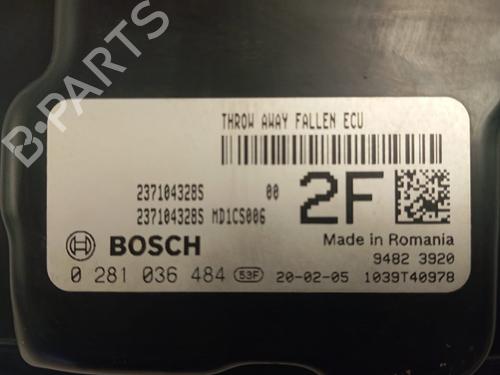 B-PARTS
THROW AWAY FALLEN ECU
237104328S 00
237104328S MD1CS006
2F
BOSCH
Made in Romania
9482 3920
0 281 036 484 53F 20-02-05 1039T40978